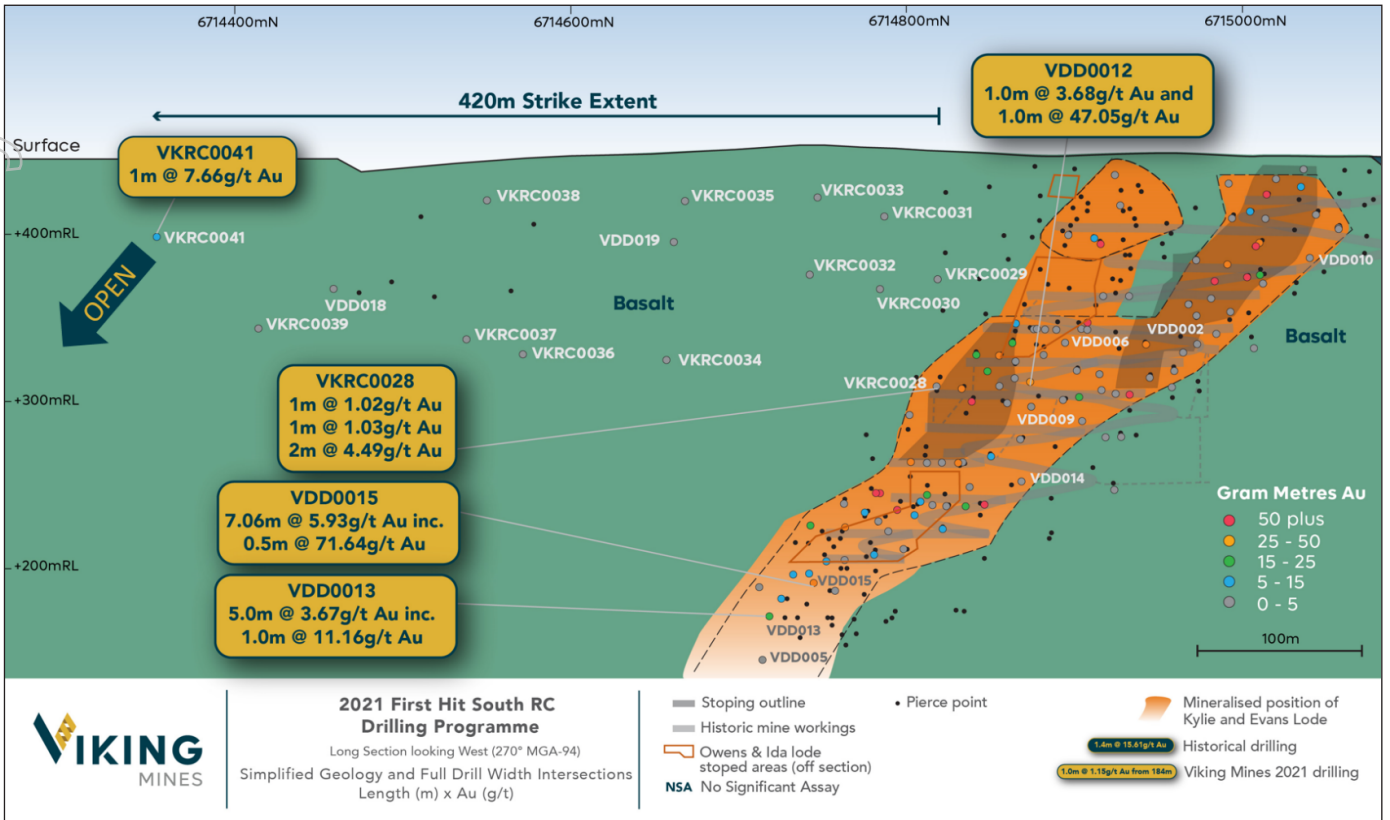 6714400mN
6714600mN
6714800mN
6715000mN
VDD0012
1.0m @ 3.68g/t Au and
1.0m @ 47.05g/t Au
420m Strike Extent
Surface
VKRC0041
1m @ 7.66g/t Au
VKRC0038
VKRC0035
VKRC0033
VKRC0031
+400mRL
VKRC0041
VDD019
VDD010
OPEN
VKRC0032
VKRC0029
VDD018
Basalt
VKRC0030
VKRC0039
VDD002
Basalt
VKRC0037
VDD006
VKRC0036
VKRC0034
VKRC0028
1m @ 1.02g/t Au
1m @ 1.03g/t Au
2m @ 4.49g/t Au
VKRC0028
+300mRL
VDD009
VDD014
VDD0015
7.06m @ 5.93g/t Au inc.
0.5m @ 71.64g/t Au
Gram Metres Au
50 plus
25 - 50
15 - 25
5 - 15
0 - 5
+200mRL
VDD015
VDD0013
5.0m @ 3.67g/t Au inc.
1.0m @ 11.16g/t Au
VDD013
VDD005
100m
VIKING
MINES
2021 First Hit South RC
Drilling Programme
Long Section looking West (270° MGA-94)
Simplified Geology and Full Drill Width Intersections
Length (m) x Au (g/t)
Stoping outline
Historic mine workings
Owens & Ida lode
stoped areas (off section)
NSA No Significant Assay
Pierce point
Mineralised position of
Kylie and Evans Lode
1.4m @ 15.61g/t Au Historical drilling
1.0m @ 1.15g/t Au from 184m Viking Mines 2021 drilling